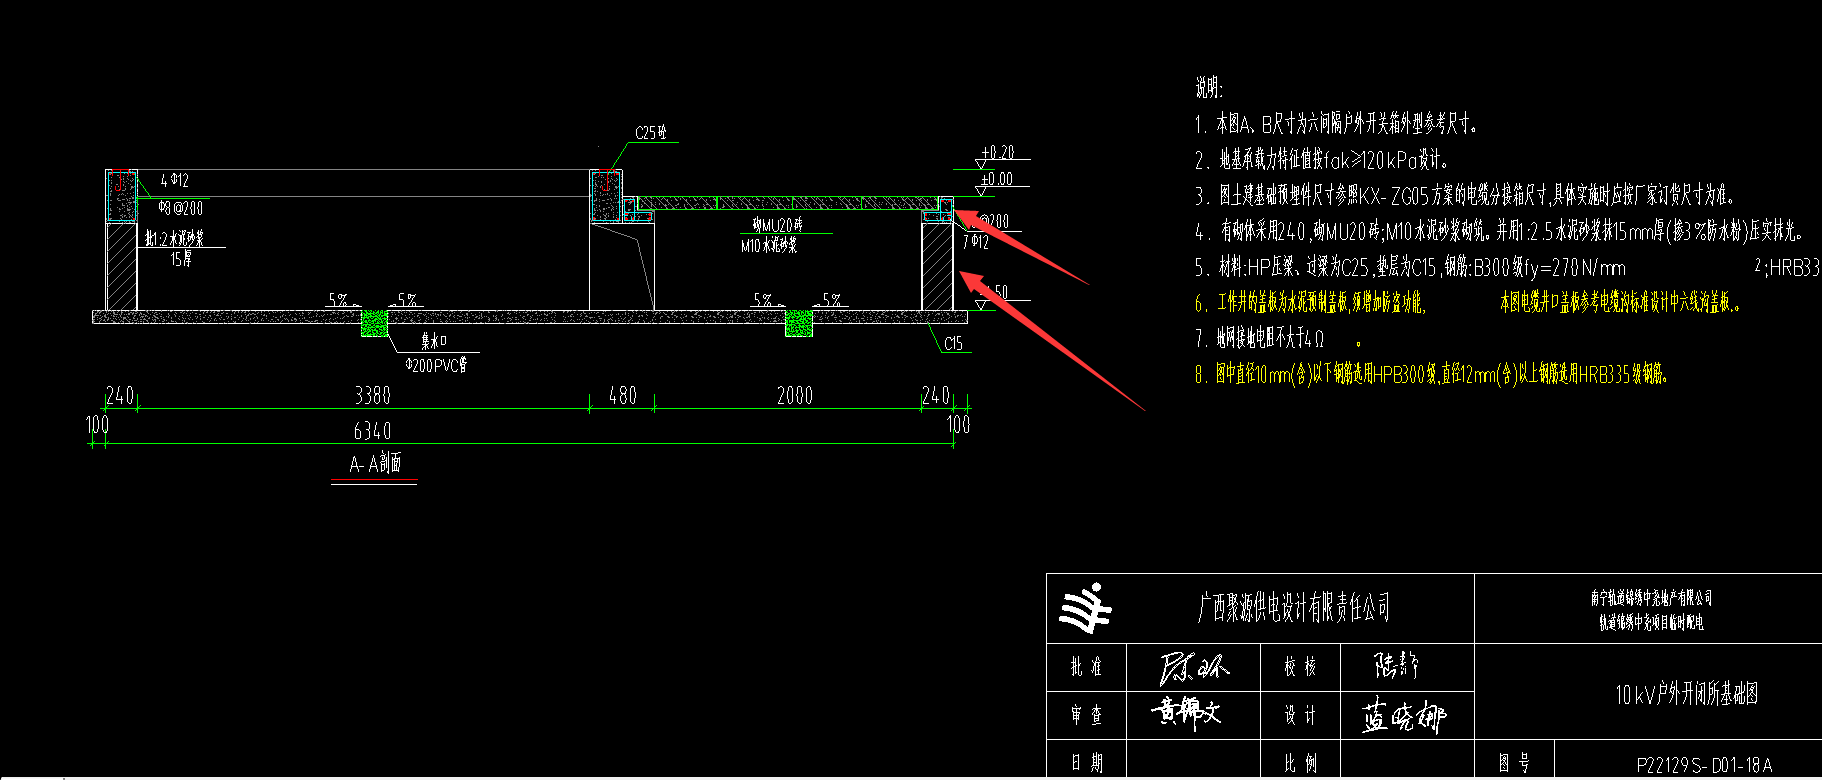 说明:
1. 本图A、B尺寸为六间隔户外开关箱外型参考尺寸。
2. 地基承载力特征值按fak≥120kPa设计。
3. 图土建基础预埋件尺寸参照KX-ZG05方案的电缆分接箱尺寸,具体实施时应按厂家订货尺寸为准。
4. 有砌体采用240,砌MU20砖;M10水泥砂浆砌筑。并用1:2.5水泥砂浆抹15mm厚(掺3%防水粉)压实抹光。
5. 材料:HP压梁、过梁为C25,垫层为C15,钢筋:B300级fy=270N/mm 2;HRB33
6. 工作井的盖板为水泥预制盖板,须增加防盗功能, 本图电缆井口盖板参考电缆沟标准设计中六线沟盖板.。
7. 地网接地电阻不大于4Ω 。
8. 图中直径10mm(含)以下钢筋选用HPB300级,直径12mm(含)以上钢筋选用HRB335级钢筋。
C25砼
+0.20
±0.00
4Φ12
Φ8@200
@200
7Φ12
批1:2水泥砂浆
15厚
砌MU20砖
M10水泥砂浆
5% 5%
5% 5%
.50
集水口
Φ200PVC管
C15
240 3380 480 2000 240
100 6340 100
A-A剖面
广西聚源供电设计有限责任公司
南宁轨道锦绣中尧地产有限公司
轨道锦绣中尧项目临时配电
批准 陈环 校核 陆静
审查 黄锦文 设计 蓝晓娜
10kV户外开闭所基础图
日期 比例 图号 P22129S-D01-18A